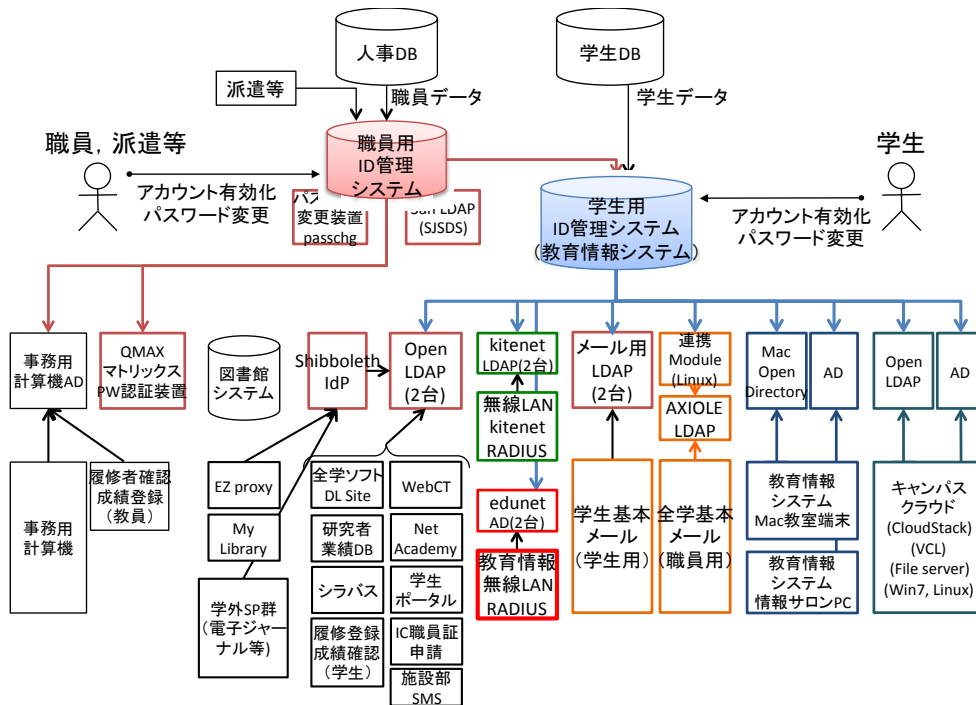 人事DB
学生DB
派遣等
職員データ
学生データ
職員, 派遣等
学生
職員用
ID管理
システム
アカウント有効化
パスワード変更
変更装置
passchg
(SJSDS)
学生用
ID管理システム
（教育情報システム）
アカウント有効化
パスワード変更
事務用
計算機AD
QMAX
マトリックス
PW認証装置
図書館
システム
Shibboleth
IdP
Open
LDAP
(2台)
kitenet
LDAP(2台)
無線LAN
kitenet
RADIUS
メール用
LDAP
(2台)
連携
Module
(Linux)
AXIOLE
LDAP
Mac
Open
Directory
AD
Open
LDAP
AD
事務用
計算機
履修者確認
成績登録
（教員）
EZ proxy
My
Library
学外SP群
（電子ジャー
ナル等)
全学ソフト
DL Site
研究者
業績DB
シラバス
履修登録
成績確認
（学生）
WebCT
Net
Academy
学生
ポータル
IC職員証
申請
施設部
SMS
edunet
AD(2台)
教育情報
無線LAN
RADIUS
学生基本
メール
（学生用）
全学基本
メール
（職員用）
教育情報
システム
Mac教室端末
教育情報
システム
情報サロンPC
キャンパス
クラウド
(CloudStack)
(VCL)
(File server)
(Win7, Linux)